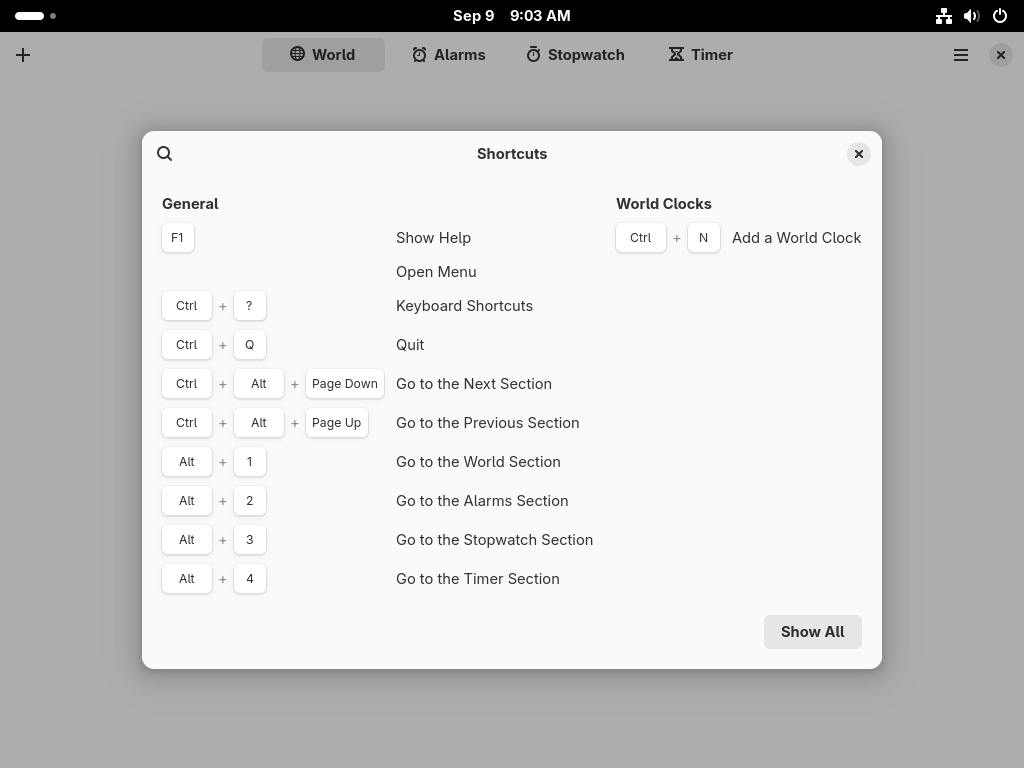 Sep 9 9:03 AM
World
Alarms
Stopwatch
Timer
Shortcuts
General
F1 Show Help
Open Menu
Ctrl + ? Keyboard Shortcuts
Ctrl + Q Quit
Ctrl + Alt + Page Down Go to the Next Section
Ctrl + Alt + Page Up Go to the Previous Section
Alt + 1 Go to the World Section
Alt + 2 Go to the Alarms Section
Alt + 3 Go to the Stopwatch Section
Alt + 4 Go to the Timer Section
World Clocks
Ctrl + N Add a World Clock
Show All